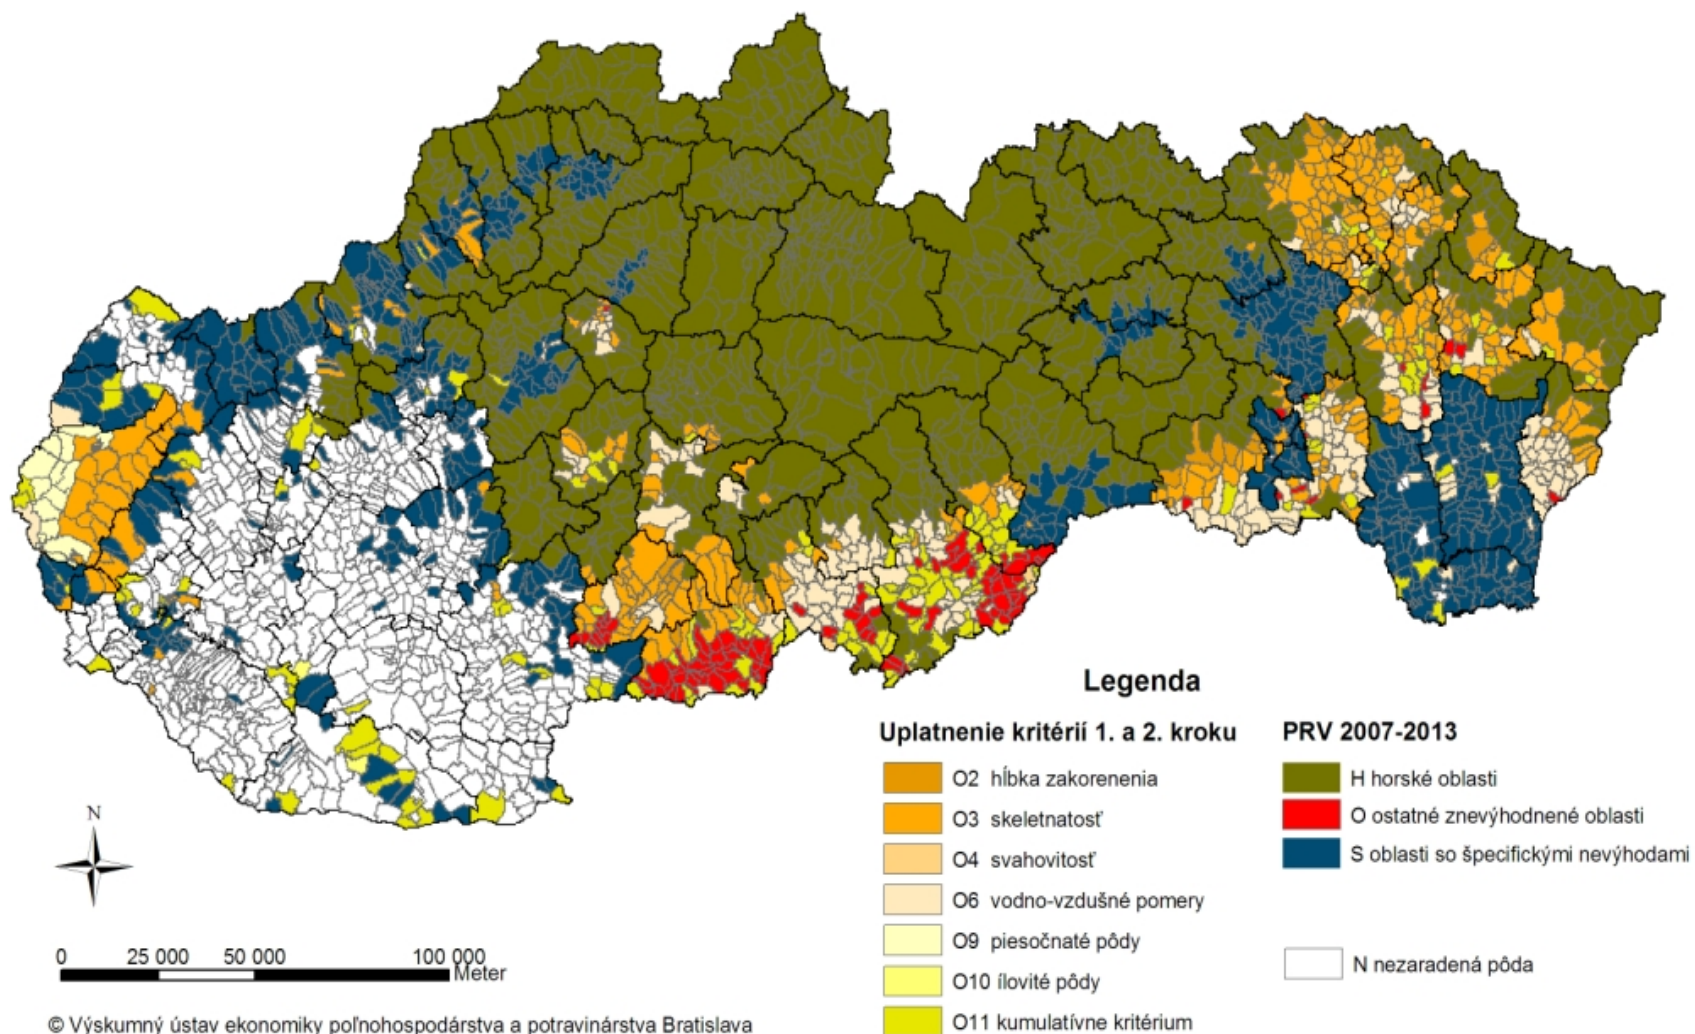 Legenda
Uplatnenie kritérií 1. a 2. kroku
O2 hĺbka zakorenenia
O3 skeletnatosť
O4 svahovitosť
O6 vodno-vzdušné pomery
O9 piesočnaté pôdy
O10 ílovité pôdy
O11 kumulatívne kritérium
PRV 2007-2013
H horské oblasti
O ostatné znevýhodnené oblasti
S oblasti so špecifickými nevýhodami
N nezaradená pôda
N
0 25 000 50 000 100 000
Meter
© Výskumný ústav ekonomiky poľnohospodárstva a potravinárstva Bratislava